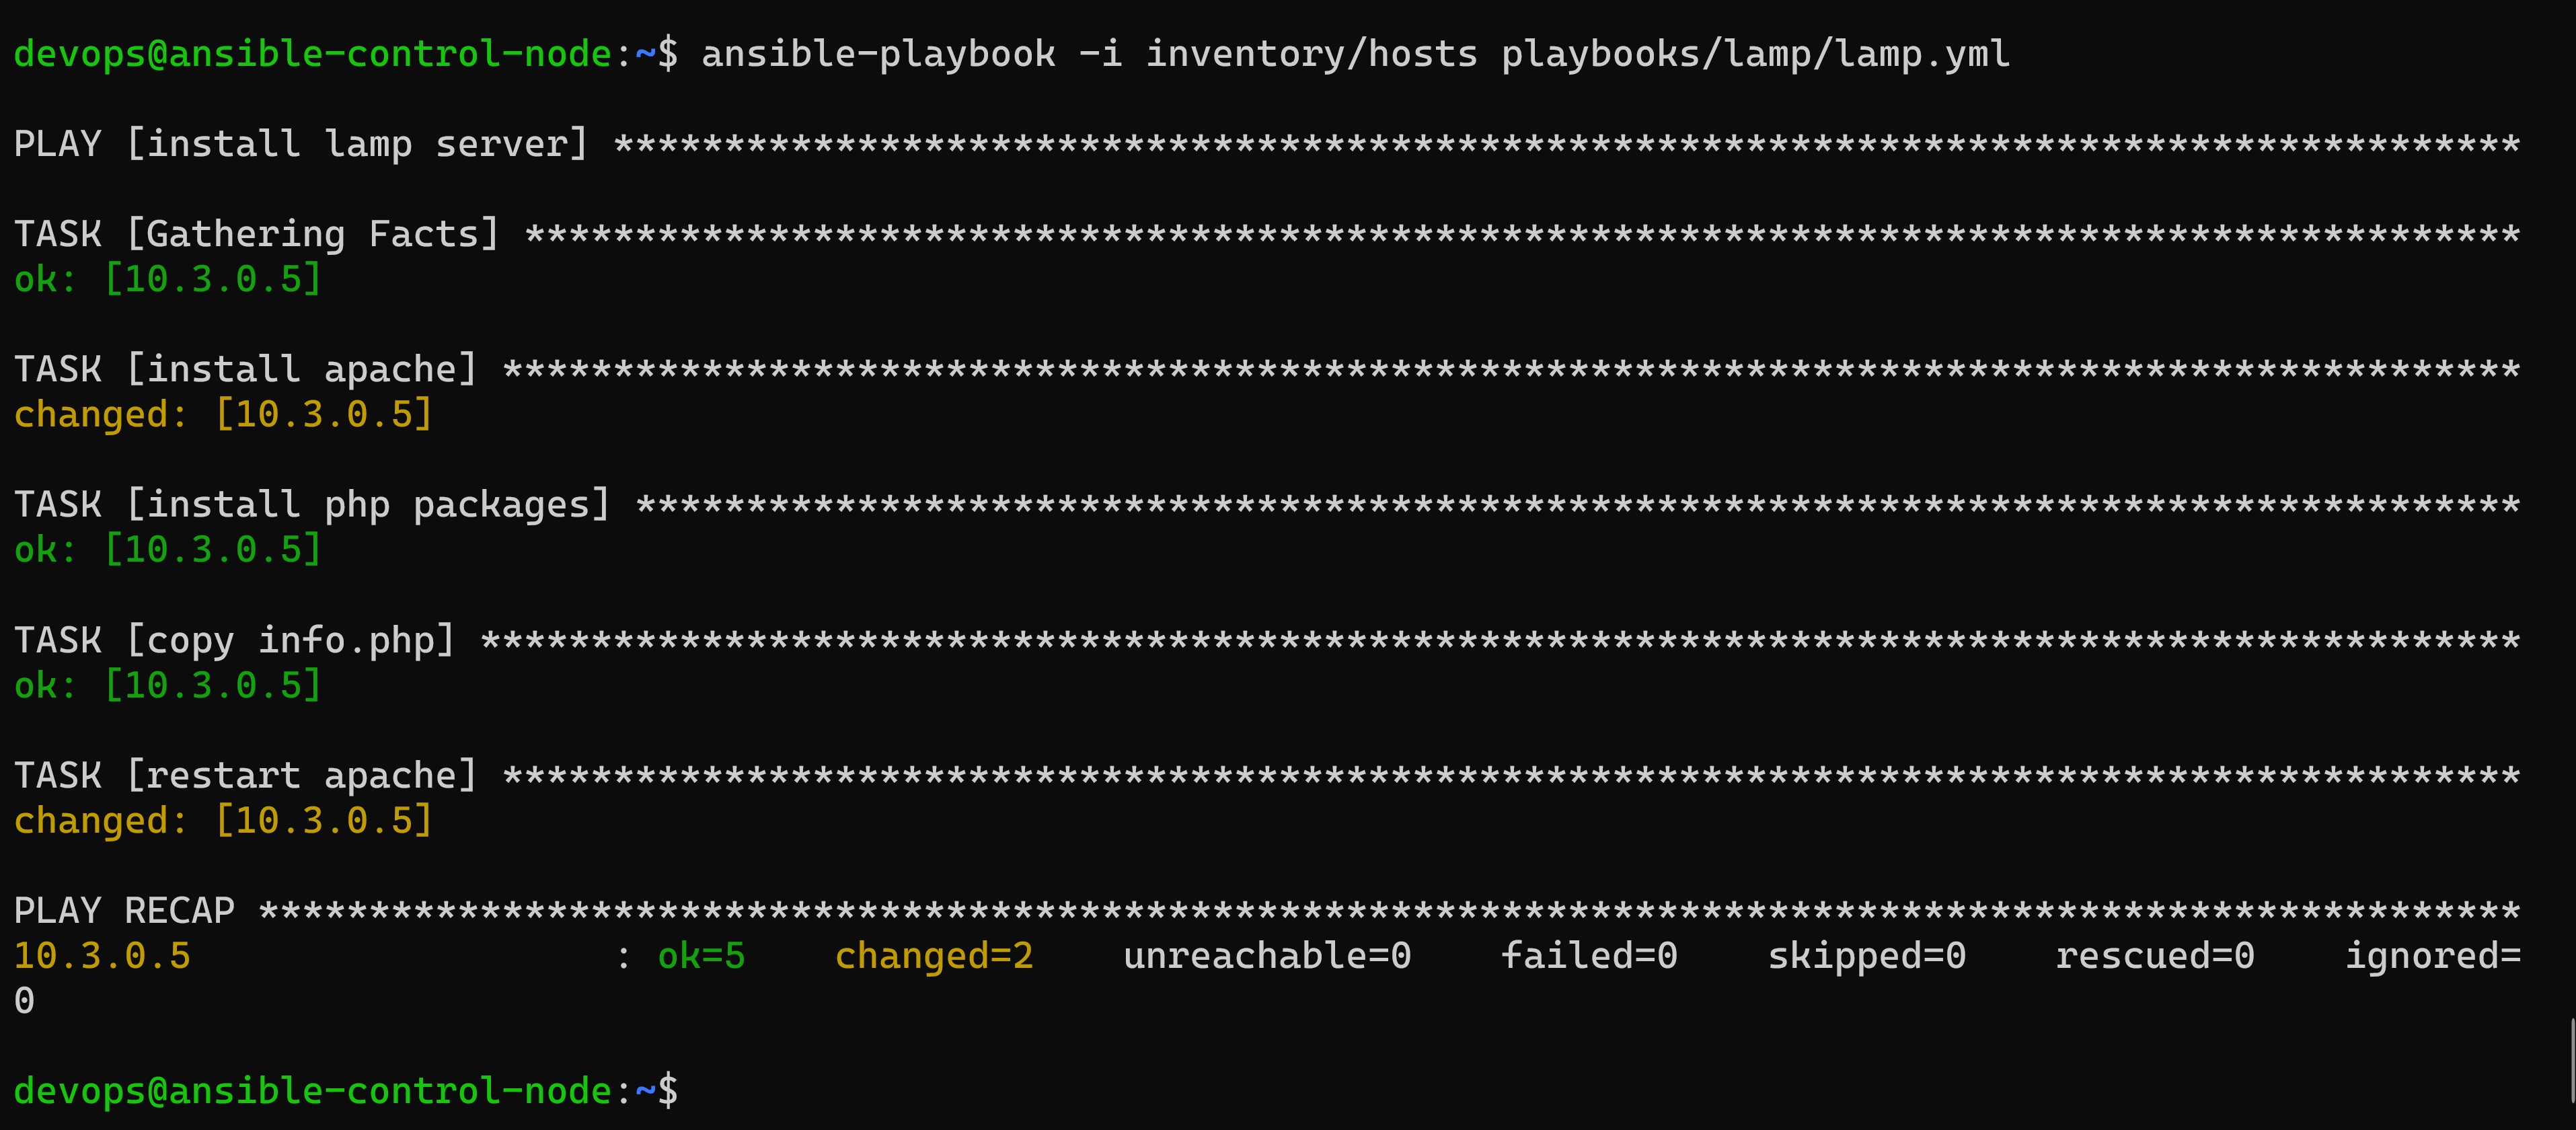 devops@ansible-control-node:~$ ansible-playbook -i inventory/hosts playbooks/lamp/lamp.yml
PLAY [install lamp server] **************************************************************************************
TASK [Gathering Facts] ******************************************************************************************
ok: [10.3.0.5]
TASK [install apache] *******************************************************************************************
changed: [10.3.0.5]
TASK [install php packages] *************************************************************************************
ok: [10.3.0.5]
TASK [copy info.php] ********************************************************************************************
ok: [10.3.0.5]
TASK [restart apache] *******************************************************************************************
changed: [10.3.0.5]
PLAY RECAP ******************************************************************************************************
10.3.0.5                   : ok=5    changed=2    unreachable=0    failed=0    skipped=0    rescued=0    ignored=
0
devops@ansible-control-node:~$